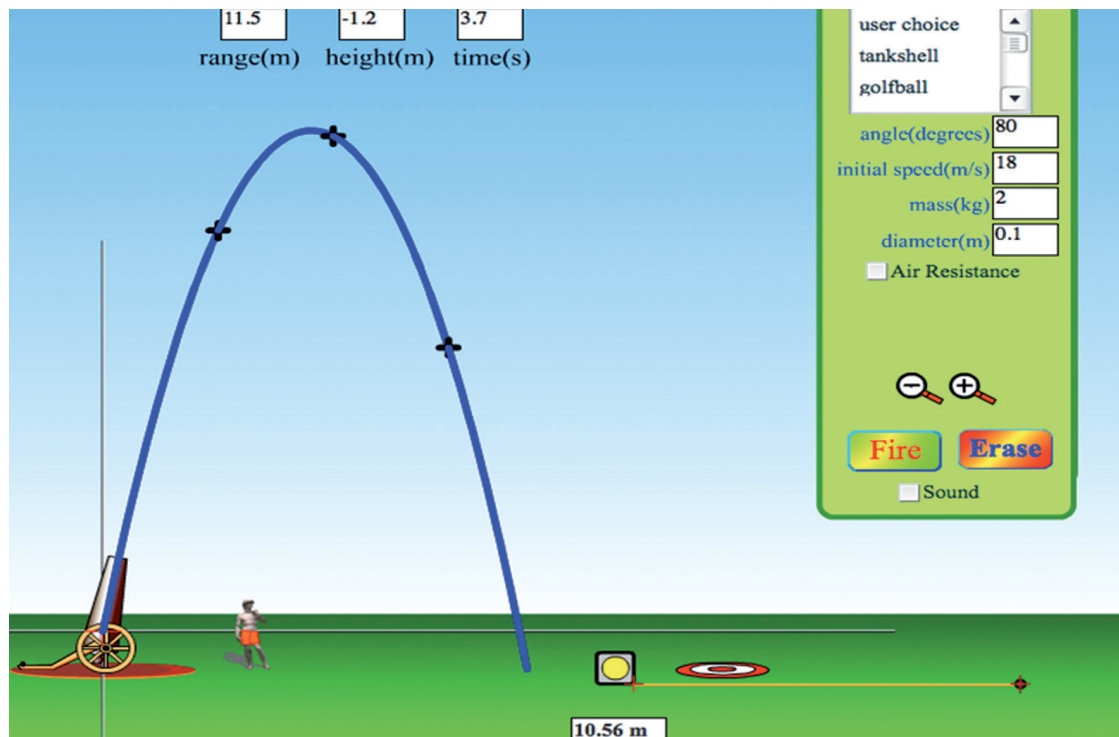 11.5 -1.2 3.7
range(m) height(m) time(s)
user choice
tankshell
golfball
angle(degrees) 80
initial speed(m/s) 18
mass(kg) 2
diameter(m) 0.1
Air Resistance
Fire Erase
Sound
10.56 m